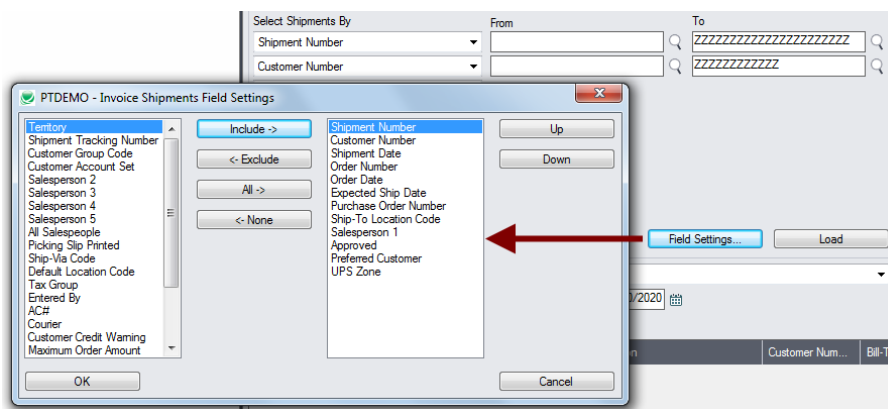 Select Shipments By
From
To
Shipment Number
ZZZZZZZZZZZZZZZZZZZZZZ
Customer Number
ZZZZZZZZZZZZ
PTDEMO - Invoice Shipments Field Settings
Territory
Shipment Tracking Number
Customer Group Code
Customer Account Set
Salesperson 2
Salesperson 3
Salesperson 4
Salesperson 5
All Salespeople
Picking Slip Printed
Ship-Via Code
Default Location Code
Tax Group
Entered By
AC#
Courier
Customer Credit Warning
Maximum Order Amount
Include ->
<- Exclude
All ->
<- None
Shipment Number
Customer Number
Shipment Date
Order Number
Order Date
Expected Ship Date
Purchase Order Number
Ship-To Location Code
Salesperson 1
Approved
Preferred Customer
UPS Zone
Up
Down
Field Settings...
Load
0/2020
Customer Num...
Bill-T
OK
Cancel